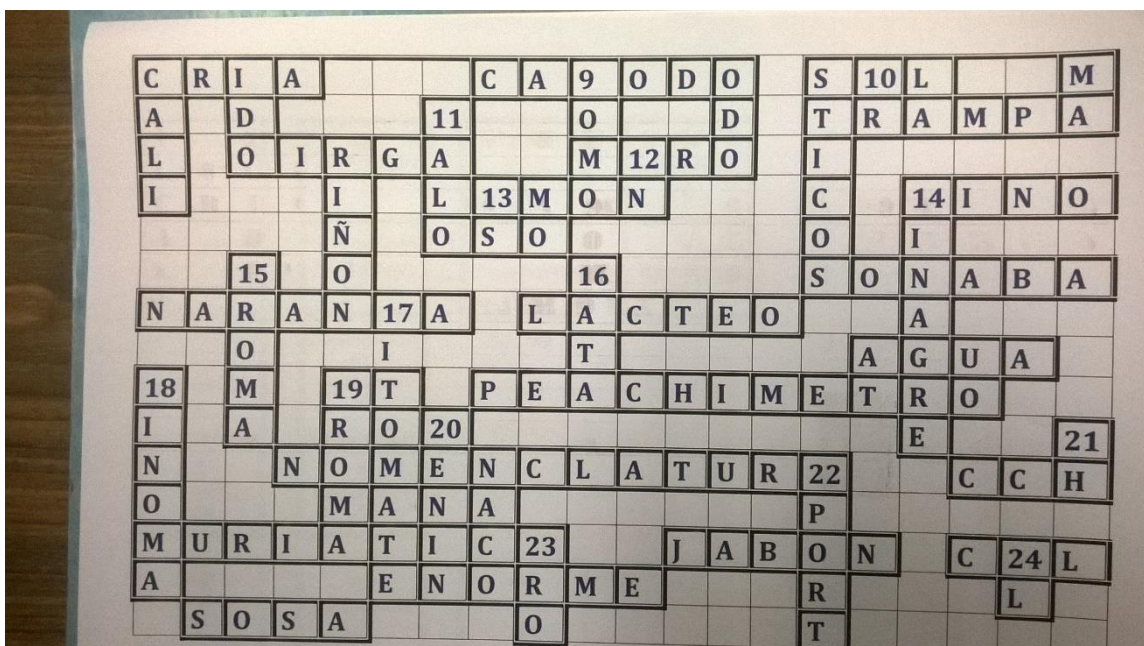 C R I A C A 9 O D O S 10 L M
A D 11 O D T R A M P A
L O I R G A M 12 R O I
I I L 13 M O N C 14 I N O
Ñ O S O O I
15 O 16 S O N A B A
N A R A N 17 A L A C T E O A
O I T A G U A
18 M 19 T P E A C H I M E T R O
I A R O 20 E 21
N N O M E N C L A T U R 22 C C H
O M A N A P
M U R I A T I C 23 J A B O N C 24 L
A E N O R M E R L
S O S A O T